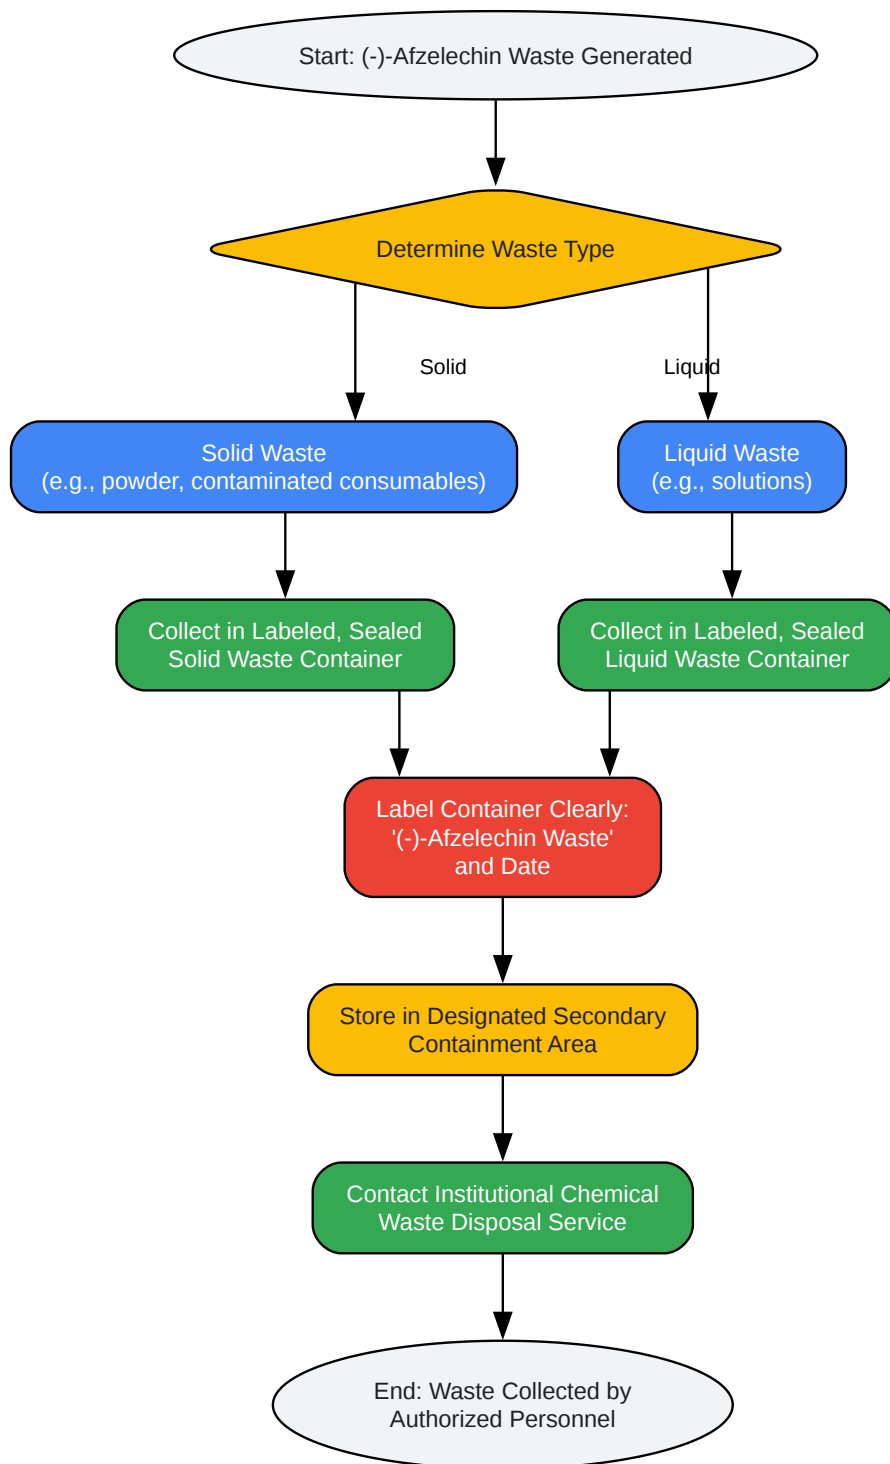 Start: (-)-Afzelechin Waste Generated
Determine Waste Type
Solid
Liquid
Solid Waste
(e.g., powder, contaminated consumables)
Liquid Waste
(e.g., solutions)
Collect in Labeled, Sealed
Solid Waste Container
Collect in Labeled, Sealed
Liquid Waste Container
Label Container Clearly:
'(-)-Afzelechin Waste'
and Date
Store in Designated Secondary
Containment Area
Contact Institutional Chemical
Waste Disposal Service
End: Waste Collected by
Authorized Personnel